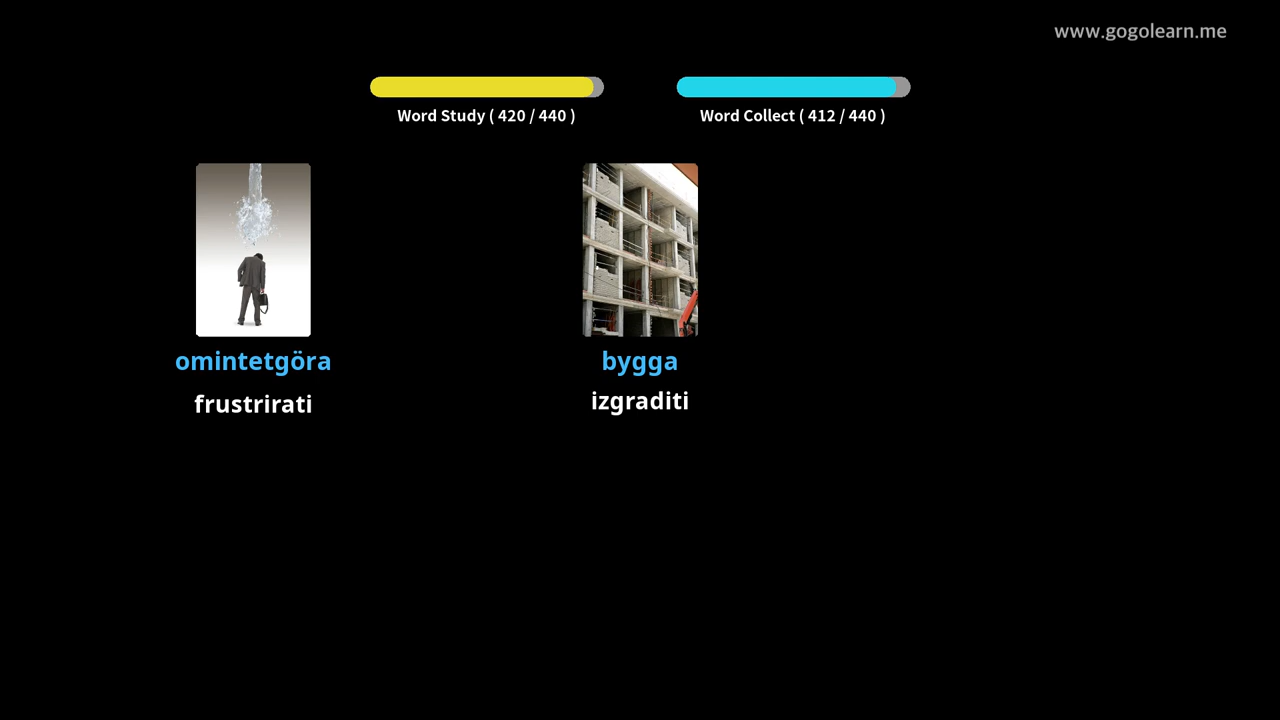 www.gogolearn.me
Word Study ( 420 / 440 )
Word Collect ( 412 / 440 )
omintetgöra
frustrirati
bygga
izgraditi